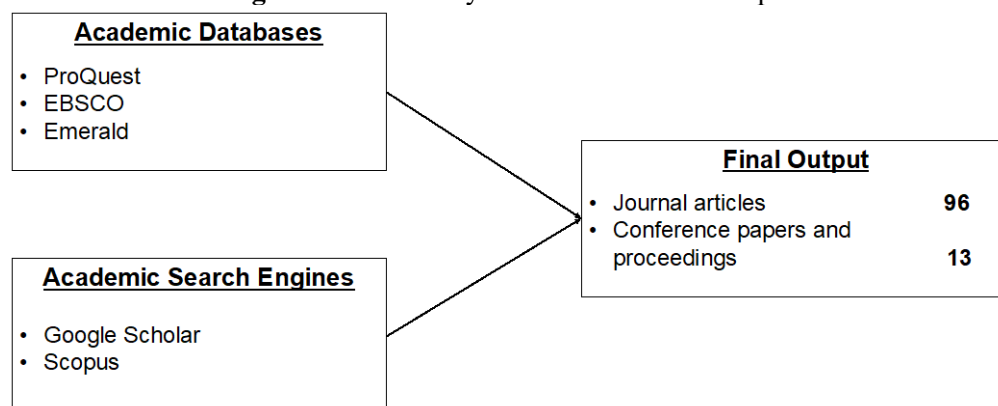 Academic Databases
• ProQuest
• EBSCO
• Emerald
Final Output
• Journal articles 96
• Conference papers and
proceedings 13
Academic Search Engines
• Google Scholar
• Scopus